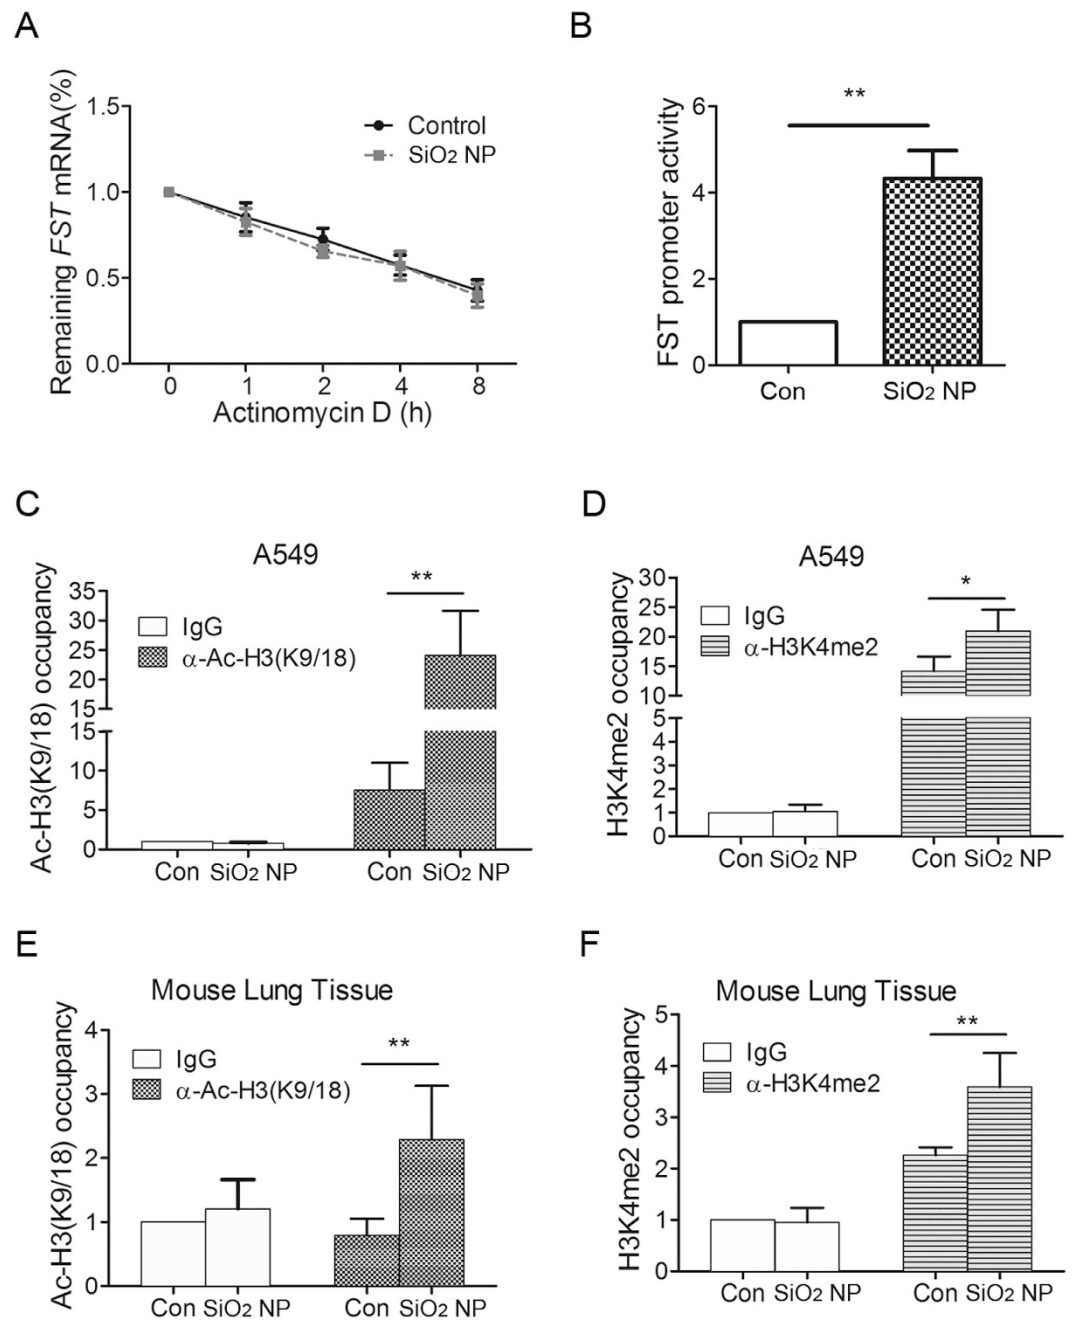 A
Remaining FST mRNA(%)
1.5
1.0
0.5
0.0
Control
SiO2 NP
0 1 2 4 8
Actinomycin D (h)
B
FST promoter activity
6
4
2
0
**
Con SiO2 NP
C
A549
Ac-H3(K9/18) occupancy
35
30
25
20
15
15
10
5
0
IgG
α-Ac-H3(K9/18)
**
Con SiO2 NP Con SiO2 NP
D
A549
H3K4me2 occupancy
30
25
20
15
10
5
4
3
2
1
0
IgG
α-H3K4me2
*
Con SiO2 NP Con SiO2 NP
E
Mouse Lung Tissue
Ac-H3(K9/18) occupancy
4
3
2
1
0
IgG
α-Ac-H3(K9/18)
**
Con SiO2 NP Con SiO2 NP
F
Mouse Lung Tissue
H3K4me2 occupancy
5
4
3
2
1
0
IgG
α-H3K4me2
**
Con SiO2 NP Con SiO2 NP